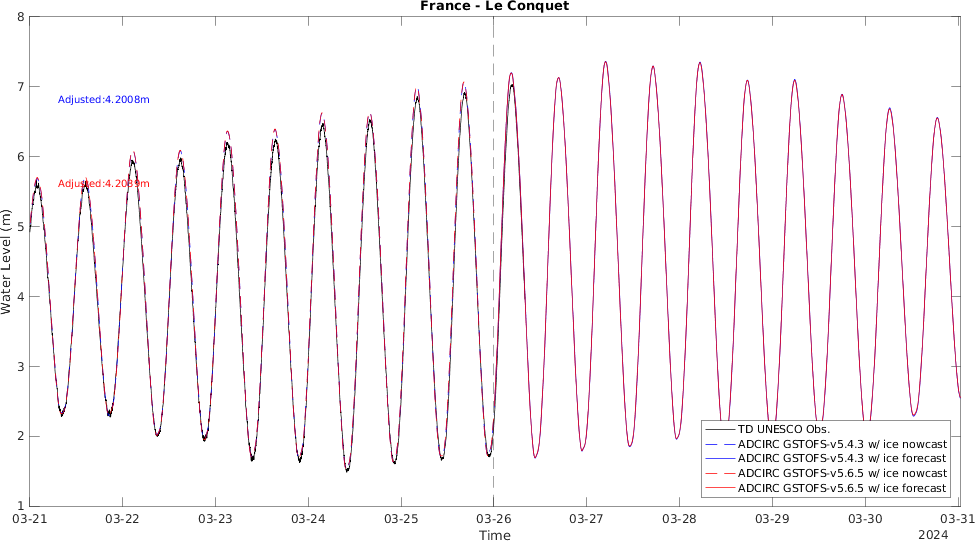 France - Le Conquet
8
7
6
5
4
3
2
1
Water Level (m)
Adjusted:4.2008m
Adjusted:4.2039m
TD UNESCO Obs.
ADCIRC GSTOFS-v5.4.3 w/ ice nowcast
ADCIRC GSTOFS-v5.4.3 w/ ice forecast
ADCIRC GSTOFS-v5.6.5 w/ ice nowcast
ADCIRC GSTOFS-v5.6.5 w/ ice forecast
03-21 03-22 03-23 03-24 03-25 03-26 03-27 03-28 03-29 03-30 03-31
Time
2024